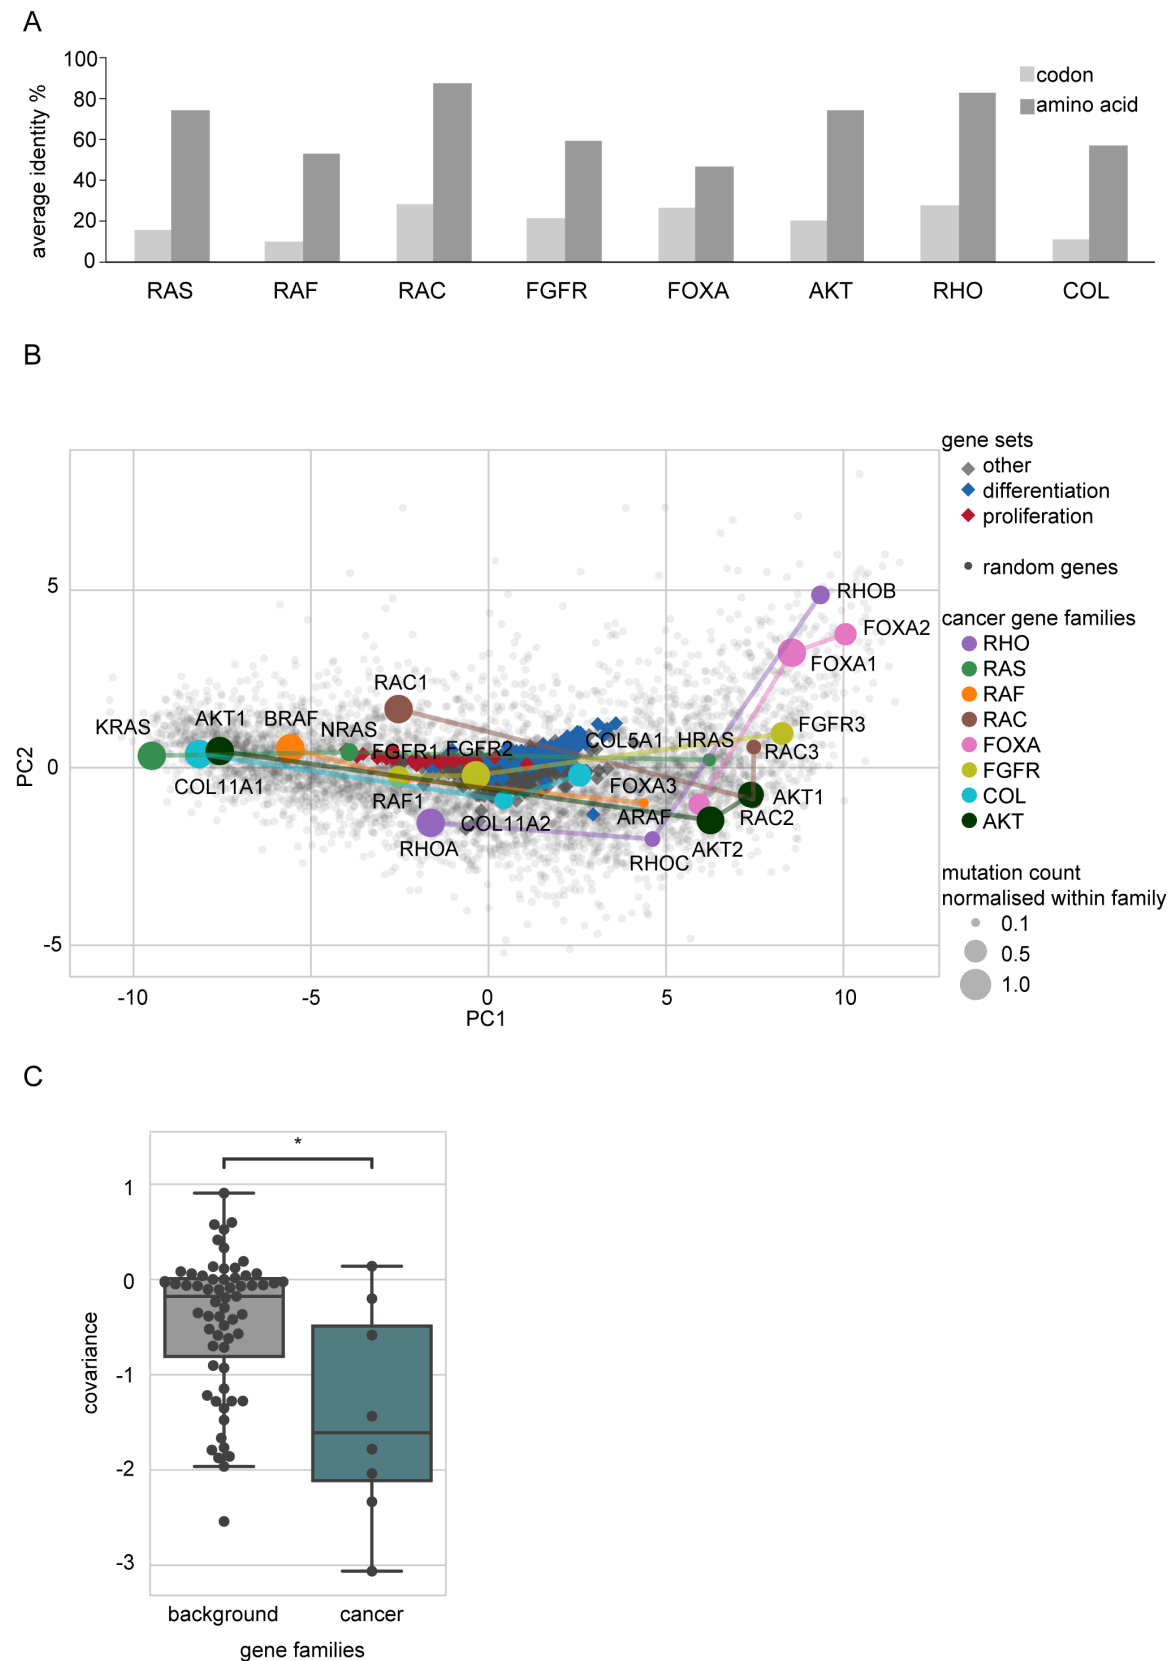 A
100
80
60
40
20
0
average identity %
codon
amino acid
RAS RAF RAC FGFR FOXA AKT RHO COL
B
gene sets
other
differentiation
proliferation
random genes
cancer gene families
RHO
RAS
RAF
RAC
FOXA
FGFR
COL
AKT
mutation count
normalised within family
0.1
0.5
1.0
5
0
-5
PC2
RHOB
FOXA2
FOXA1
RAC1
KRAS AKT1 BRAF NRAS
FGFR1 FGFR2 COL5A1 HRAS FGFR3
RAC3
COL11A1 FOXA3
RAF1 COL11A2 ARAF RAC2 AKT1
RHOA RHOC AKT2
-10 -5 0 5 10
PC1
C
*
1
0
-1
-2
-3
covariance
background cancer
gene families